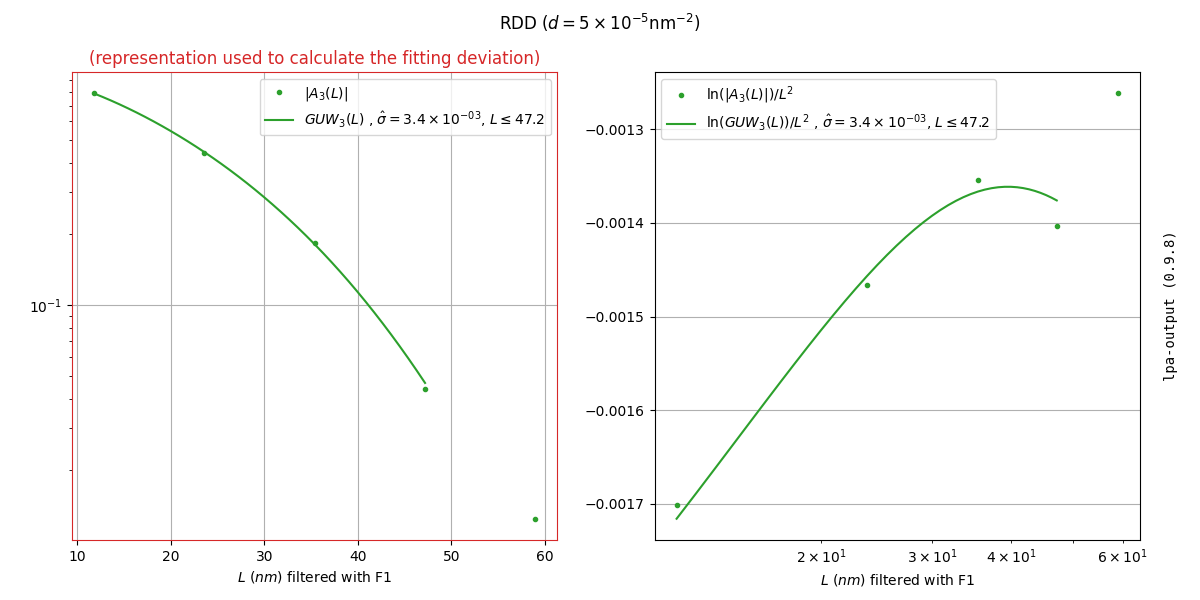 RDD (d = 5 × 10⁻⁵nm⁻²)
(representation used to calculate the fitting deviation)
|A₃(L)|
GUW₃(L) , σ̂ = 3.4 × 10⁻⁰³, L ≤ 47.2
10⁻¹
10 20 30 40 50 60
L (nm) filtered with F1
ln(|A₃(L)|)/L²
ln(GUW₃(L))/L² , σ̂ = 3.4 × 10⁻⁰³, L ≤ 47.2
−0.0013
−0.0014
−0.0015
−0.0016
−0.0017
2 × 10¹ 3 × 10¹ 4 × 10¹ 6 × 10¹
L (nm) filtered with F1
lpa-output (0.9.8)